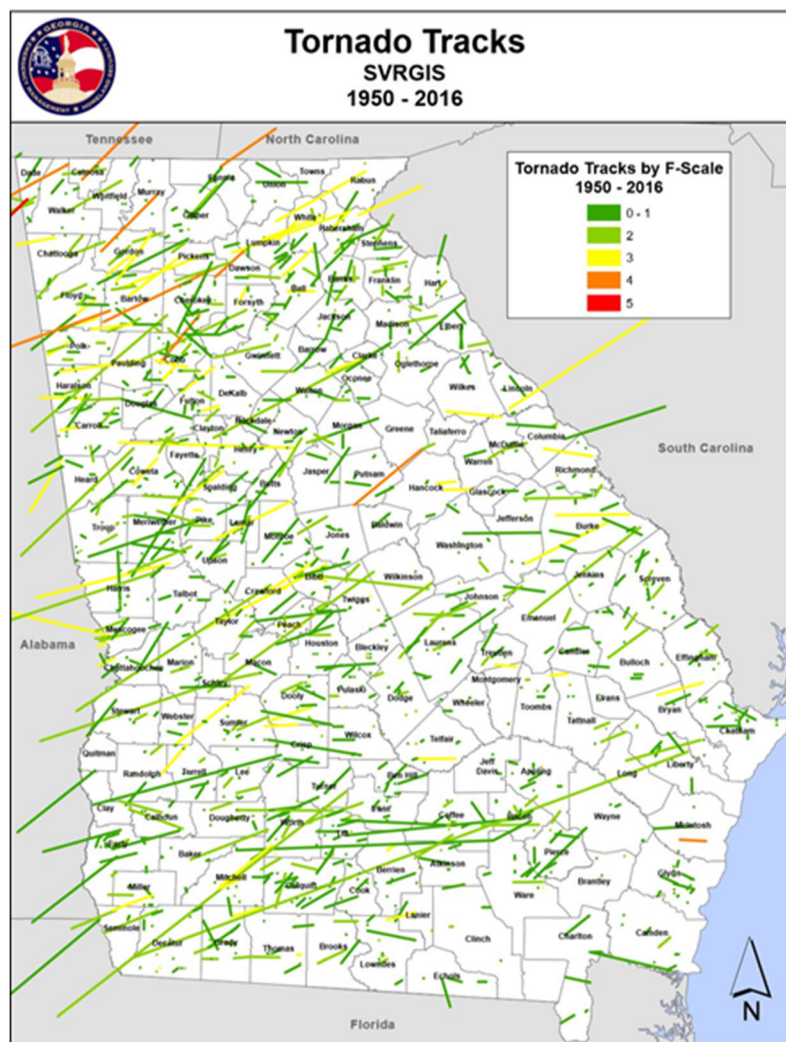 GEORGIA
Tornado Tracks
SVRGIS
1950 - 2016
Tennessee
North Carolina
Tornado Tracks by F-Scale
1950 - 2016
0 - 1
2
3
4
5
Dade
Catoosa
Fannin
Union
Towns
Rabun
Walker
Whitfield
Murray
Gilmer
White
Habersham
Lumpkin
Stephens
Chattooga
Gordon
Pickens
Dawson
Banks
Franklin
Hart
Floyd
Bartow
Cherokee
Forsyth
Hall
Jackson
Madison
Elbert
Polk
Paulding
Cobb
Gwinnett
Barrow
Clarke
Oglethorpe
Oconee
Wilkes
Lincoln
Haralson
Douglas
Fulton
DeKalb
Walton
Rockdale
Morgan
Greene
Taliaferro
McDuffie
Columbia
Carroll
Clayton
Newton
Henry
Fayette
Warren
Richmond
South Carolina
Heard
Coweta
Spalding
Butts
Jasper
Putnam
Hancock
Glascock
Troup
Meriwether
Pike
Lamar
Monroe
Jones
Baldwin
Washington
Jefferson
Burke
Upson
Harris
Talbot
Crawford
Bibb
Twiggs
Wilkinson
Johnson
Jenkins
Screven
Alabama
Muscogee
Taylor
Peach
Houston
Bleckley
Laurens
Emanuel
Chattahoochee
Marion
Macon
Treutlen
Candler
Bulloch
Effingham
Schley
Pulaski
Dodge
Montgomery
Stewart
Webster
Sumter
Dooly
Wheeler
Toombs
Tattnall
Evans
Bryan
Chatham
Wilcox
Telfair
Quitman
Crisp
Randolph
Terrell
Lee
Turner
Ben Hill
Jeff
Davis
Appling
Long
Liberty
Clay
Calhoun
Dougherty
Worth
Irwin
Coffee
Bacon
Wayne
McIntosh
Early
Tift
Baker
Pierce
Mitchell
Colquitt
Berrien
Atkinson
Brantley
Glynn
Miller
Cook
Ware
Lanier
Seminole
Decatur
Grady
Thomas
Brooks
Clinch
Charlton
Camden
Lowndes
Echols
Florida
N